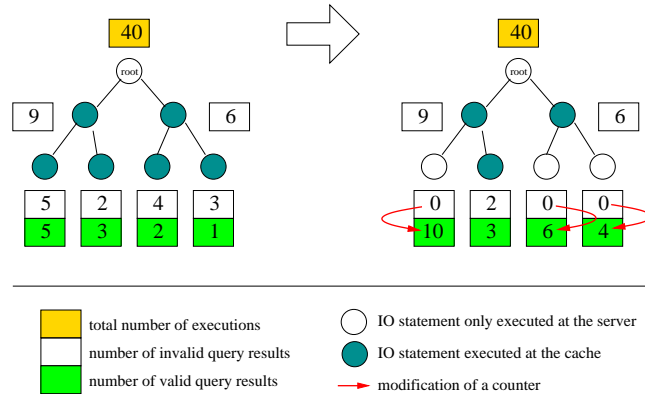 40 40
root root
9 6 9 6
5 2 4 3 0 2 0 0
5 3 2 1 10 3 6 4
total number of executions
number of invalid query results
number of valid query results
IO statement only executed at the server
IO statement executed at the cache
modification of a counter